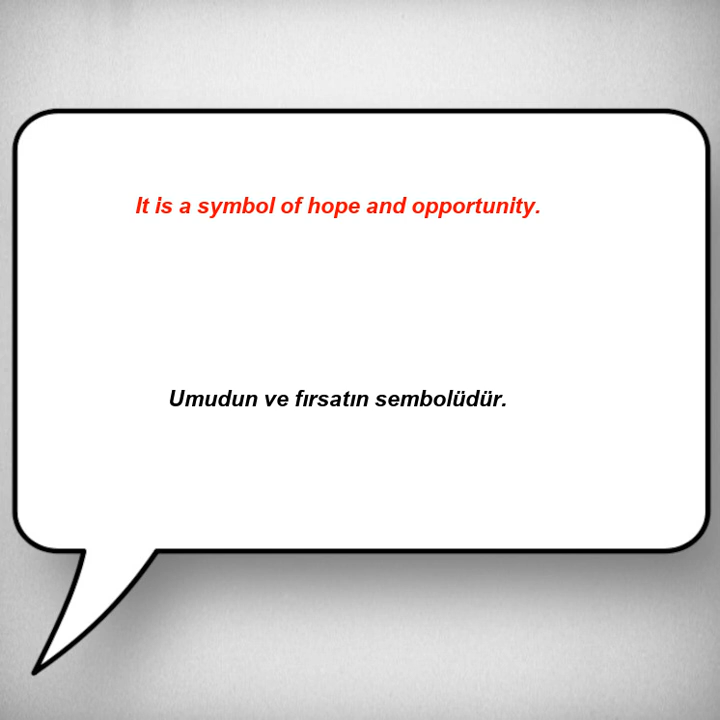 It is a symbol of hope and opportunity.
Umudun ve fırsatın sembolüdür.